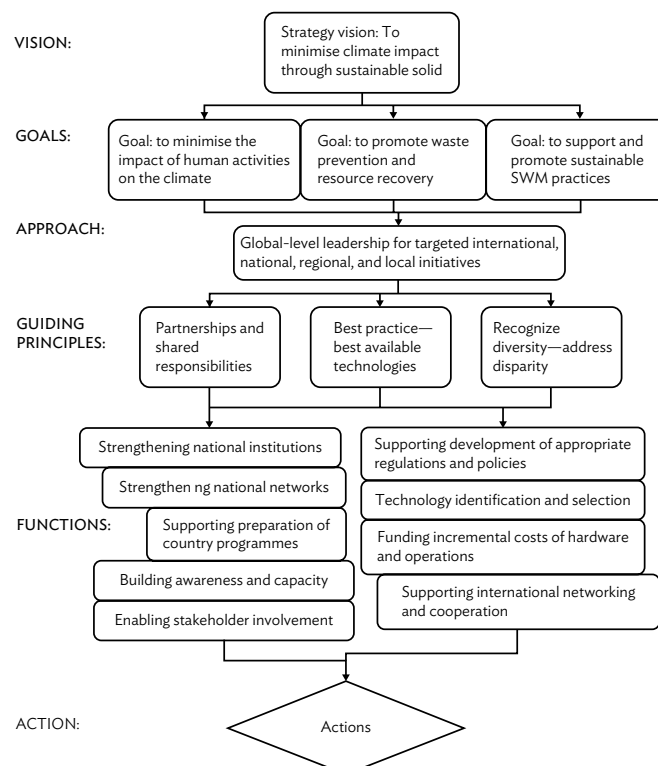 VISION:
Strategy vision: To
minimise climate impact
through sustainable solid
GOALS:
Goal: to minimise the
impact of human activities
on the climate
Goal: to promote waste
prevention and
resource recovery
Goal: to support and
promote sustainable
SWM practices
APPROACH:
Global-level leadership for targeted international,
national, regional, and local initiatives
GUIDING
PRINCIPLES:
Partnerships and
shared
responsibilities
Best practice—
best available
technologies
Recognize
diversity—address
disparity
FUNCTIONS:
Strengthening national institutions
Strengthen ng national networks
Supporting preparation of
country programmes
Building awareness and capacity
Enabling stakeholder involvement
Supporting development of appropriate
regulations and policies
Technology identification and selection
Funding incremental costs of hardware
and operations
Supporting international networking
and cooperation
ACTION:
Actions